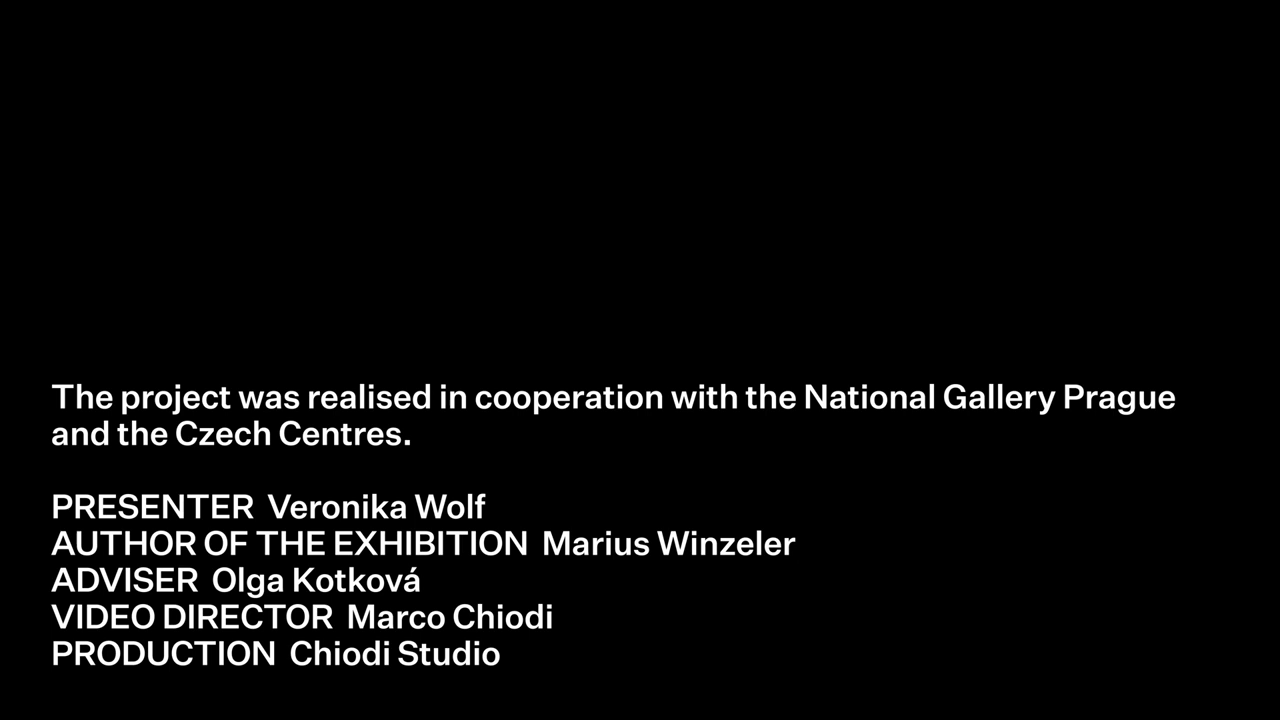 The project was realised in cooperation with the National Gallery Prague
and the Czech Centres.
PRESENTER Veronika Wolf
AUTHOR OF THE EXHIBITION Marius Winzeler
ADVISER Olga Kotková
VIDEO DIRECTOR Marco Chiodi
PRODUCTION Chiodi Studio